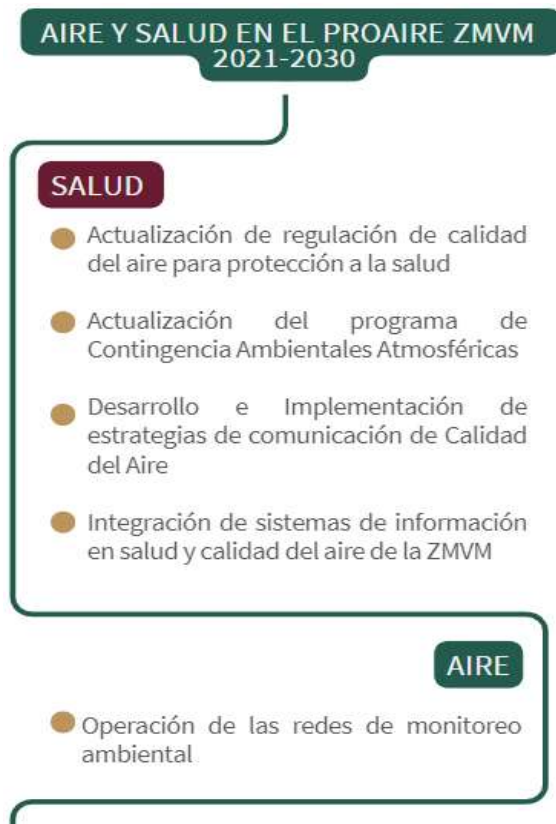 AIRE Y SALUD EN EL PROAIRE ZMVM
2021-2030
SALUD
Actualización de regulación de calidad
del aire para protección a la salud
Actualización del programa de
Contingencia Ambientales Atmosféricas
Desarrollo e Implementación de
estrategias de comunicación de Calidad
del Aire
Integración de sistemas de información
en salud y calidad del aire de la ZMVM
AIRE
Operación de las redes de monitoreo
ambiental